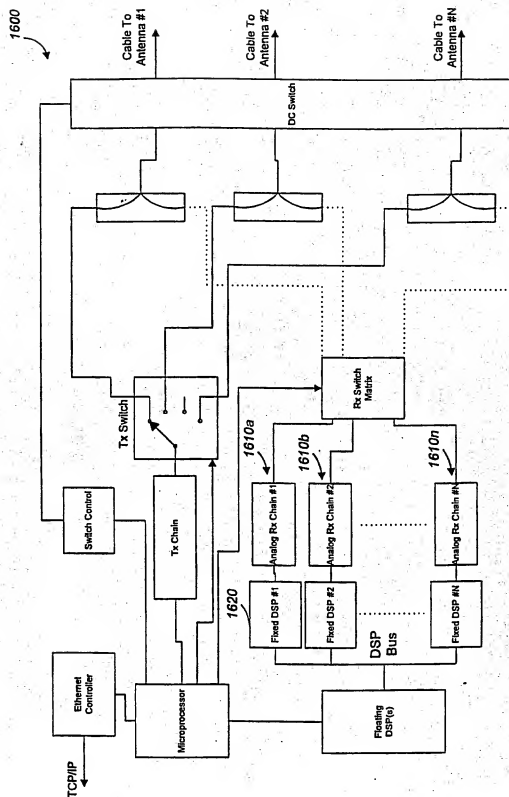 1600
Cable To
Antenna #1
Cable To
Antenna #2
Cable To
Antenna #N
DC Switch
Tx Switch
Switch Control
Tx Chain
Ethernet
Controller
TCP/IP
Microprocessor
Rx Switch
Matrix
1610a
1610b
1610n
Analog Rx Chain #1
Analog Rx Chain #2
Analog Rx Chain #N
1620
Fixed DSP #1
Fixed DSP #2
Fixed DSP #N
DSP
Bus
Floating
DSP(s)